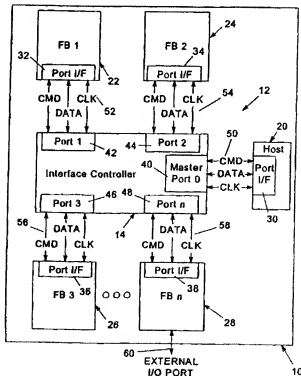 FB 1
32
Port I/F
22
CMD
DATA
CLK
52
FB 2
24
34
Port I/F
54
CMD
DATA
CLK
12
Port 1
42
44
Port 2
50
20
Host
Port I/F
30
40
Master Port 0
CMD
DATA
CLK
Interface Controller
46
Port 3
48
Port n
14
56
CMD
DATA
CLK
58
CMD
DATA
CLK
Port I/F
36
FB 3
26
Port I/F
38
FB n
28
60
EXTERNAL
I/O PORT
10